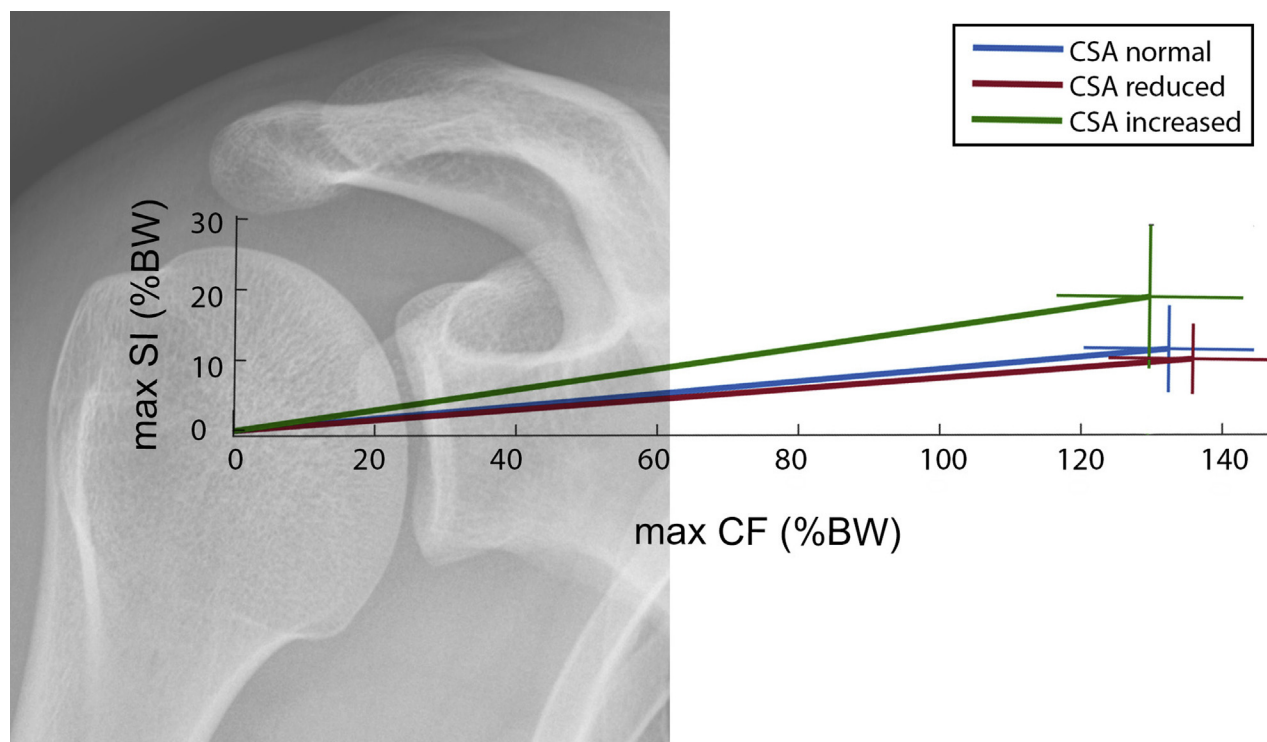 CSA normal
CSA reduced
CSA increased
max SI (%BW)
30
20
10
0
0 20 40 60 80 100 120 140
max CF (%BW)